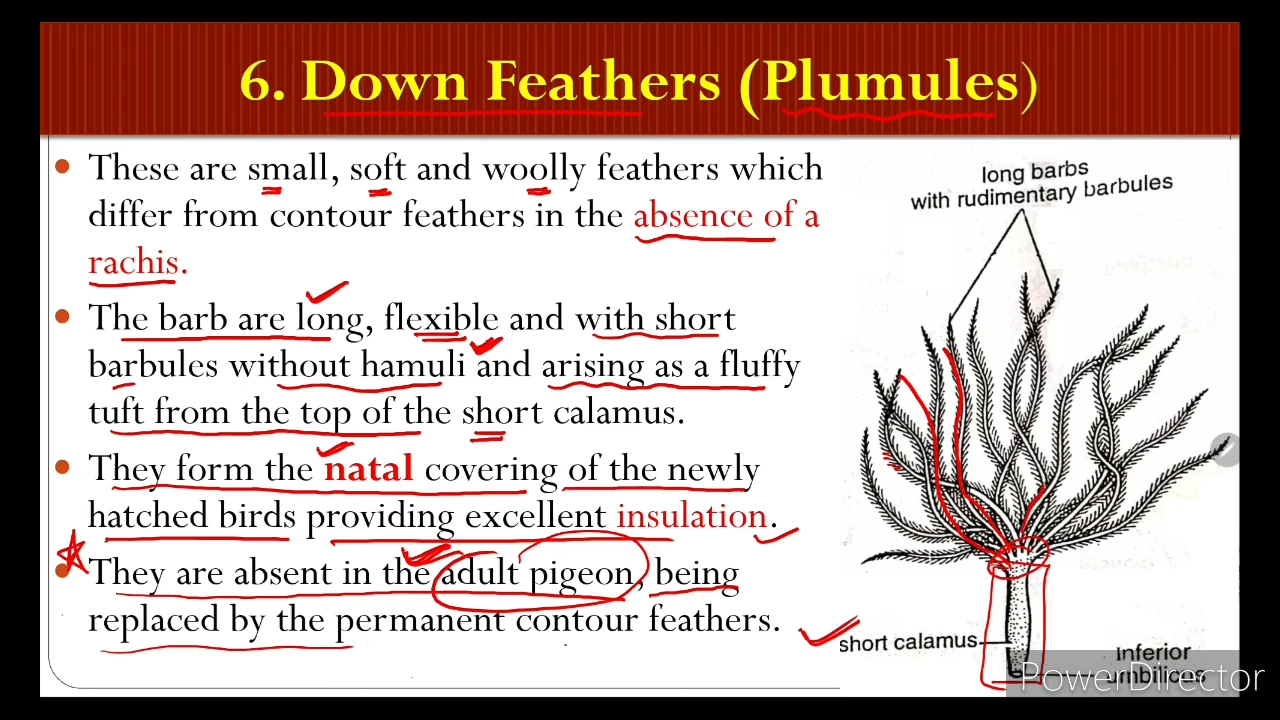 6. Down Feathers (Plumules)
These are small, soft and woolly feathers which
differ from contour feathers in the absence of a
rachis.
The barb are long, flexible and with short
barbules without hamuli and arising as a fluffy
tuft from the top of the short calamus.
They form the natal covering of the newly
hatched birds providing excellent insulation.
They are absent in the adult pigeon, being
replaced by the permanent contour feathers.
long barbs
with rudimentary barbules
short calamus
inferior
umbilicus
PowerDirector